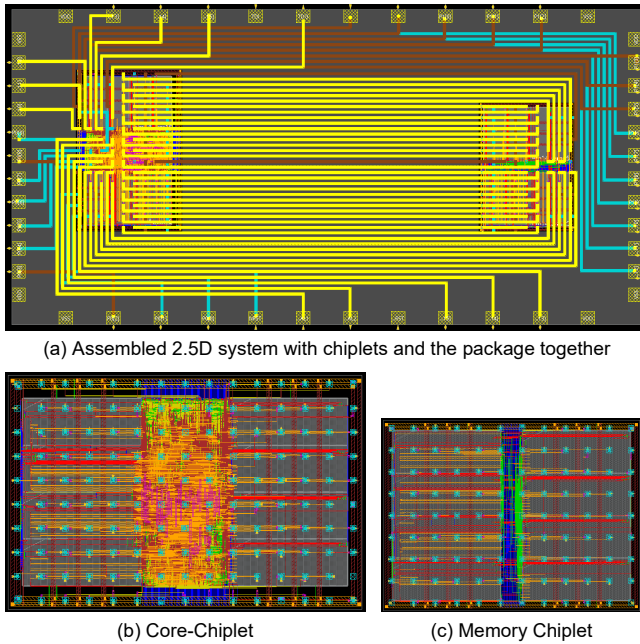 (a) Assembled 2.5D system with chiplets and the package together
(b) Core-Chiplet
(c) Memory Chiplet